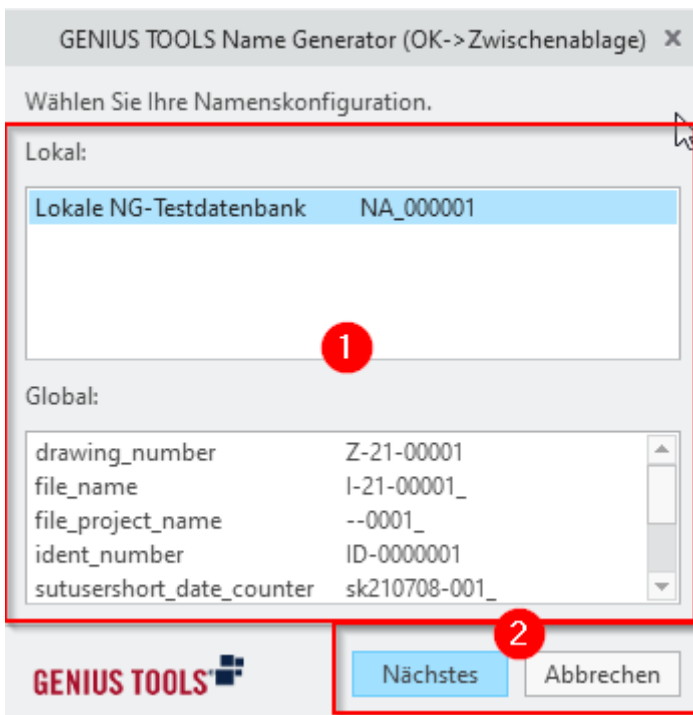 GENIUS TOOLS Name Generator (OK->Zwischenablage) ×
Wählen Sie Ihre Namenskonfiguration.
Lokal:
Lokale NG-Testdatenbank NA_000001
1
Global:
drawing_number Z-21-00001
file_name I-21-00001_
file_project_name --0001_
ident_number ID-0000001
sutusershort_date_counter sk210708-001_
2
GENIUS TOOLS Nächstes Abbrechen